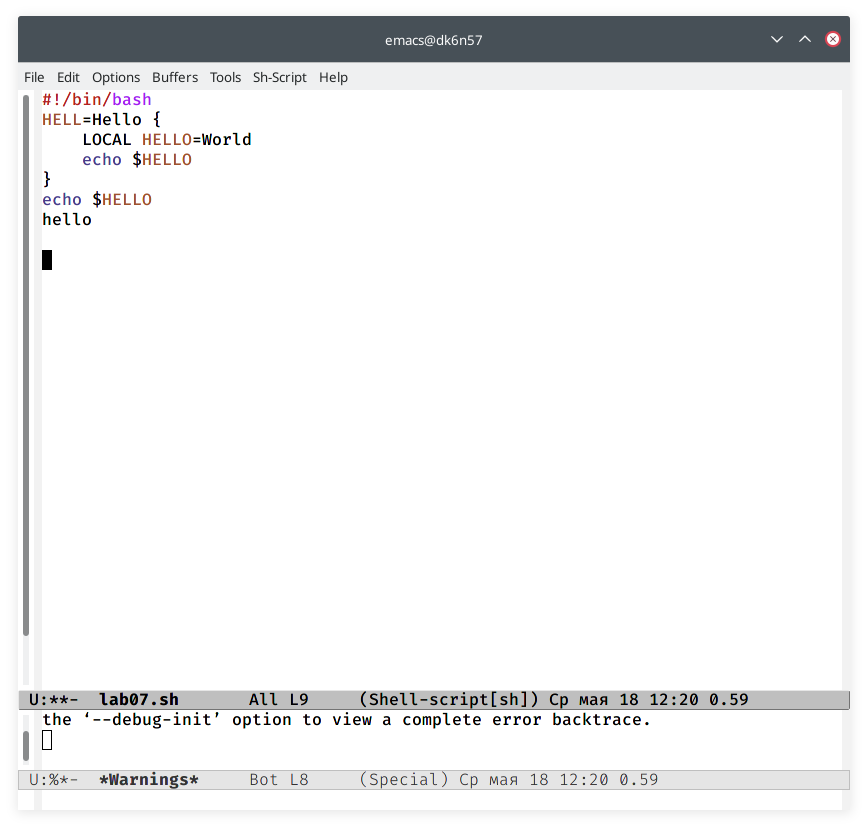 emacs@dk6n57
File Edit Options Buffers Tools Sh-Script Help
#!/bin/bash
HELL=Hello {
    LOCAL HELLO=World
    echo $HELLO
}
echo $HELLO
hello
U:**-  lab07.sh       All L9     (Shell-script[sh]) Ср мая 18 12:20 0.59
the ‘--debug-init’ option to view a complete error backtrace.
U:%*-  *Warnings*     Bot L8     (Special) Ср мая 18 12:20 0.59